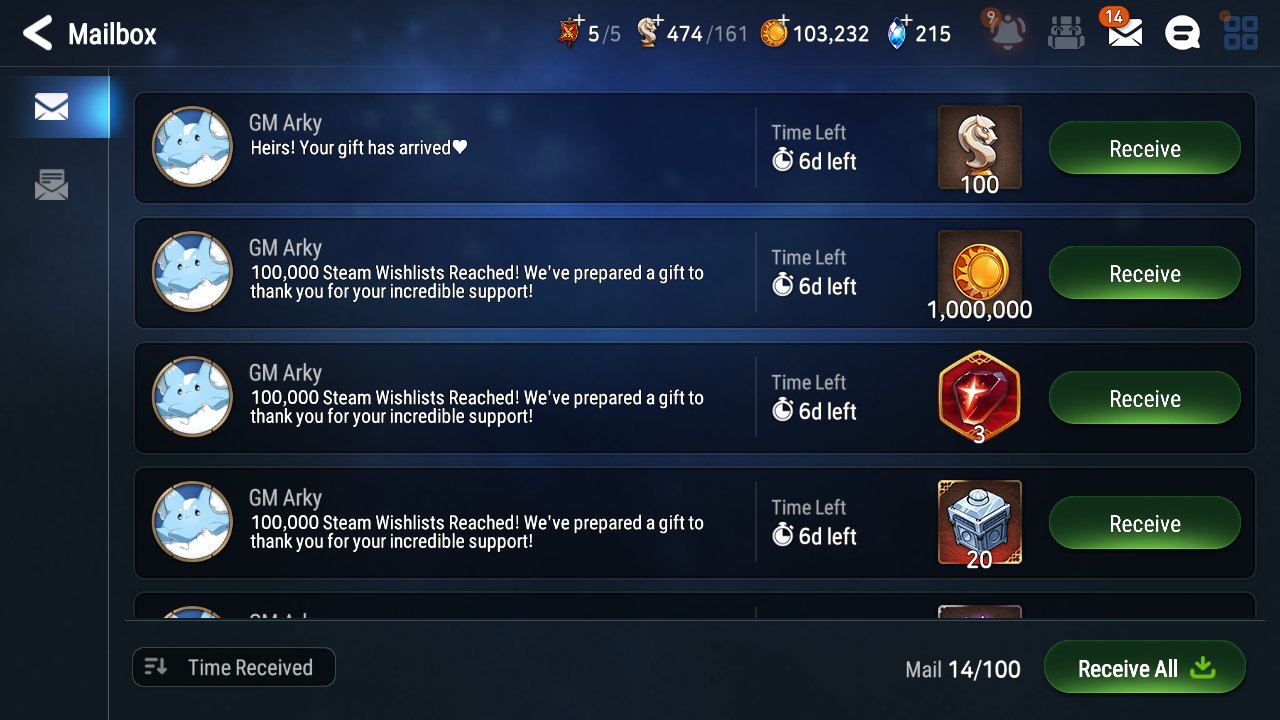 Mailbox
5/5
474/161
103,232
215
9
14
GM Arky
Heirs! Your gift has arrived♥
Time Left
6d left
100
Receive
GM Arky
100,000 Steam Wishlists Reached! We've prepared a gift to
thank you for your incredible support!
Time Left
6d left
1,000,000
Receive
GM Arky
100,000 Steam Wishlists Reached! We've prepared a gift to
thank you for your incredible support!
Time Left
6d left
3
Receive
GM Arky
100,000 Steam Wishlists Reached! We've prepared a gift to
thank you for your incredible support!
Time Left
6d left
20
Receive
Time Received
Mail 14/100
Receive All